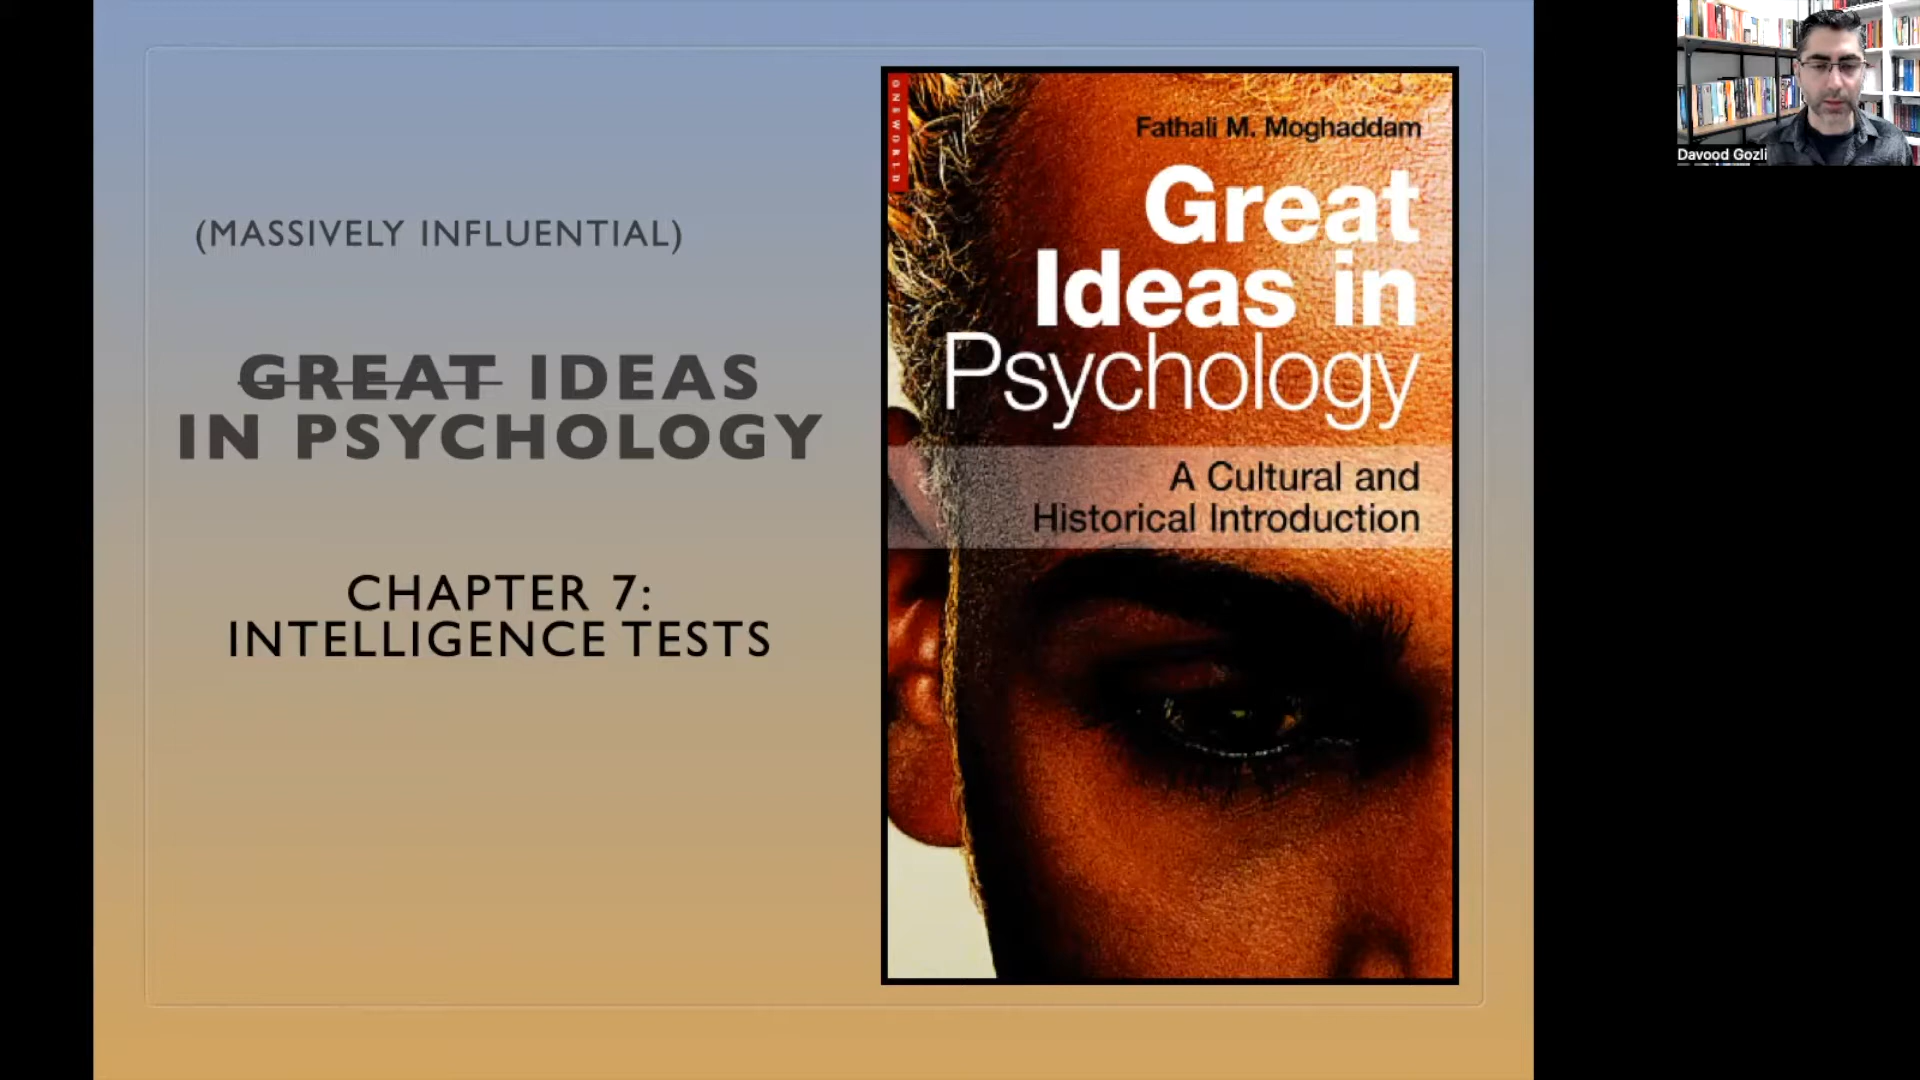 (MASSIVELY INFLUENTIAL)
GREAT IDEAS
IN PSYCHOLOGY
CHAPTER 7:
INTELLIGENCE TESTS
ONEWORLD
Fathali M. Moghaddam
Great
Ideas in
Psychology
A Cultural and
Historical Introduction
Davood Gozli